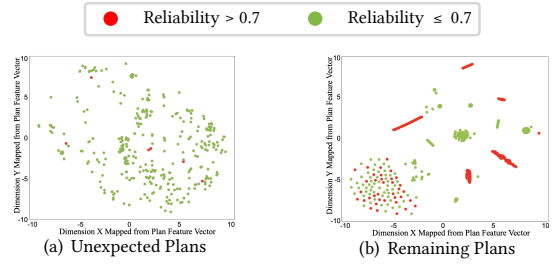 Reliability > 0.7
Reliability ≤ 0.7
Dimension Y Mapped from Plan Feature Vector
10
5
0
-5
-10
-10
-5
0
5
10
Dimension X Mapped from Plan Feature Vector
(a) Unexpected Plans
Dimension Y Mapped from Plan Feature Vector
10
5
0
-5
-10
-5
0
5
10
Dimension X Mapped from Plan Feature Vector
(b) Remaining Plans